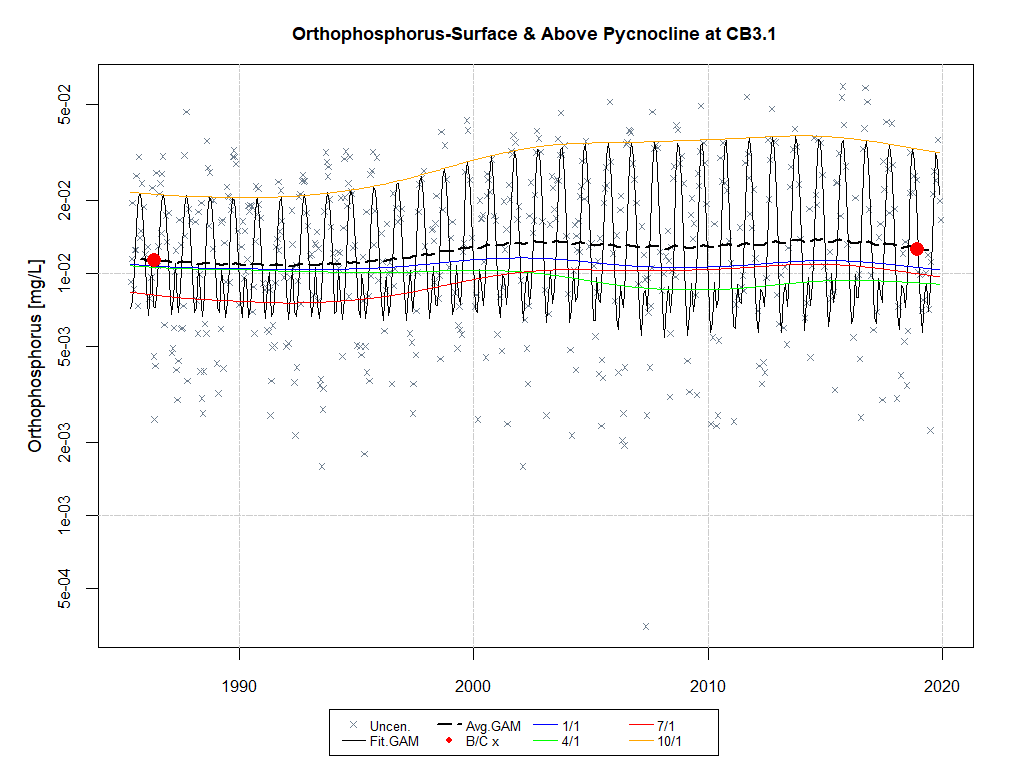 Orthophosphorus-Surface & Above Pycnocline at CB3.1
Orthophosphorus [mg/L]
5e-02
2e-02
1e-02
5e-03
2e-03
1e-03
5e-04
1990 2000 2010 2020
Uncen. Avg.GAM 1/1 7/1
Fit.GAM B/C x 4/1 10/1